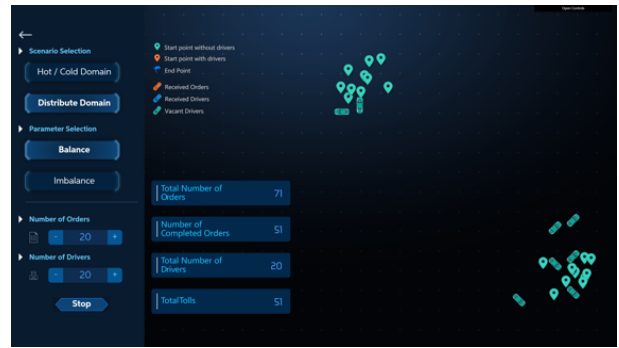 Open Controls
Scenario Selection
Hot / Cold Domain
Distribute Domain
Parameter Selection
Balance
Imbalance
Number of Orders
- 20 +
Number of Drivers
- 20 +
Stop
Start point without drivers
Start point with drivers
End Point
Received Orders
Received Drivers
Vacant Drivers
Total Number of
Orders
71
Number of
Completed Orders
51
Total Number of
Drivers
20
TotalTolls
51